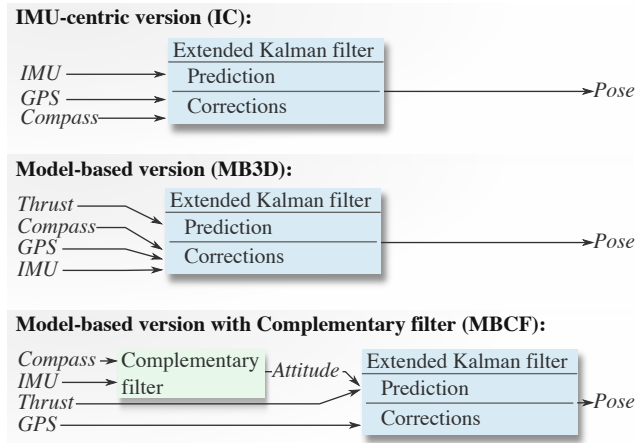 IMU-centric version (IC):
Extended Kalman filter
IMU
Prediction
GPS
Corrections
Pose
Compass
Model-based version (MB3D):
Thrust
Extended Kalman filter
Compass
Prediction
GPS
Corrections
Pose
IMU
Model-based version with Complementary filter (MBCF):
Compass
Complementary
filter
Attitude
Extended Kalman filter
IMU
Prediction
Thrust
Pose
GPS
Corrections